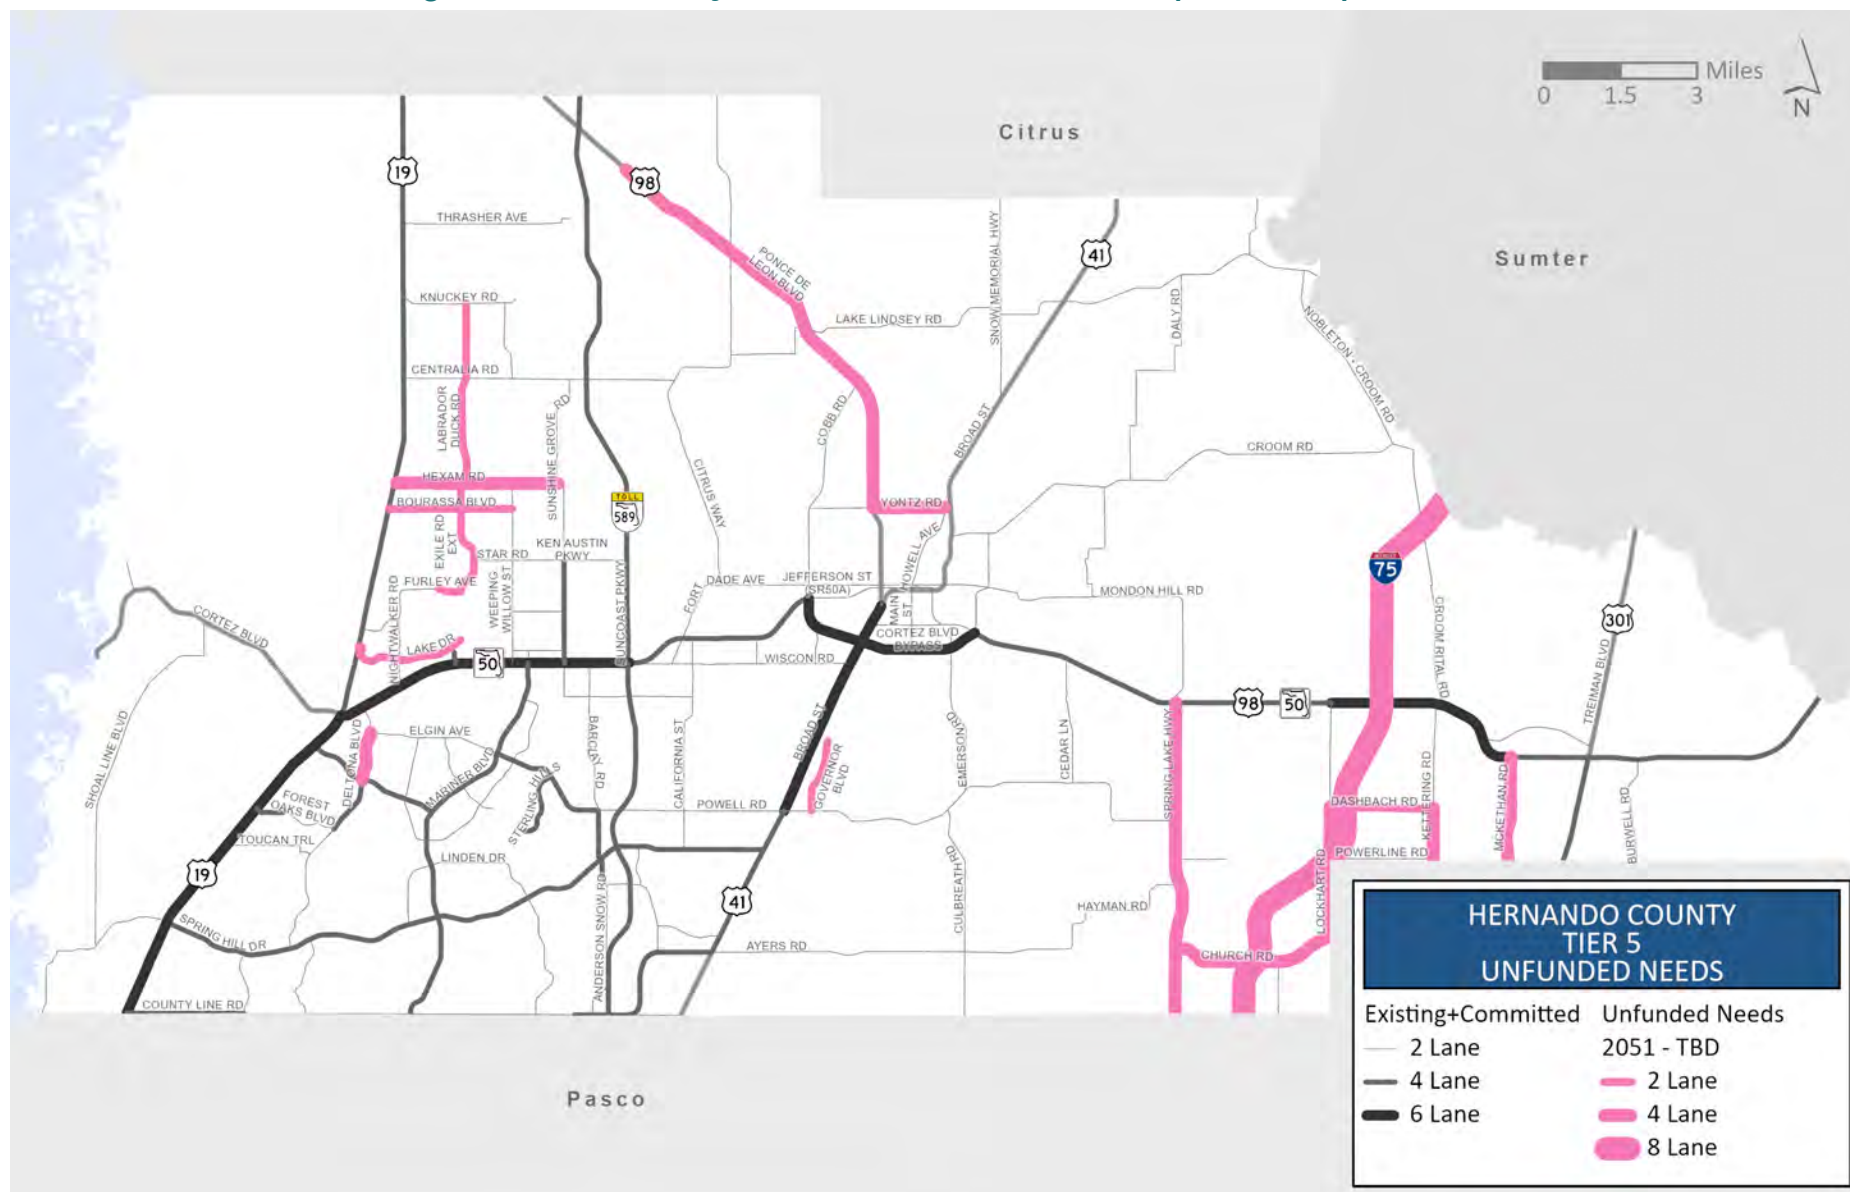 Miles
0 1.5 3
N
Citrus
Sumter
Pasco
19
98
41
THRASHER AVE
PONCE DE
LEON BLVD
SNOW MEMORIAL HWY
KNUCKEY RD
LAKE LINDSEY RD
DALY RD
NOBLETON - CROOM RD
CENTRALIA RD
LABRADOR
DUCK RD
SUNSHINE GROVE RD
COBB RD
BROAD ST
CROOM RD
CITRUS WAY
HEXAM RD
BOURASSA BLVD
TOLL
589
YONTZ RD
EXILE RD
EXT
STAR RD
KEN AUSTIN
PKWY
HOWELL AVE
75
FURLEY AVE
WEEPING
WILLOW ST
SUNCOAST PKWY
FORT
DADE AVE
JEFFERSON ST
(SR50A)
MAIN
ST
MONDON HILL RD
CROOM RITAL RD
301
TREIMAN BLVD
CORTEZ BLVD
NIGHTWALKER RD
LAKE DR
50
WISCON RD
CORTEZ BLVD
BYPASS
98
50
SHOAL LINE BLVD
DELTONA BLVD
ELGIN AVE
MARINER BLVD
BARCLAY RD
CALIFORNIA ST
BROAD ST
GOVERNOR
BLVD
EMERSON RD
CEDAR LN
SPRING LAKE HWY
KETTERING RD
MCKETHAN RD
BURWELL RD
FOREST
OAKS BLVD
STERLING HILLS
POWELL RD
DASHBACH RD
TOUCAN TRL
LINDEN DR
POWERLINE RD
19
ANDERSON SNOW RD
41
CULBREATH RD
HAYMAN RD
LOCKHART RD
SPRING HILL DR
AYERS RD
CHURCH RD
COUNTY LINE RD
HERNANDO COUNTY
TIER 5
UNFUNDED NEEDS
Existing+Committed
2 Lane
4 Lane
6 Lane
Unfunded Needs
2051 - TBD
2 Lane
4 Lane
8 Lane